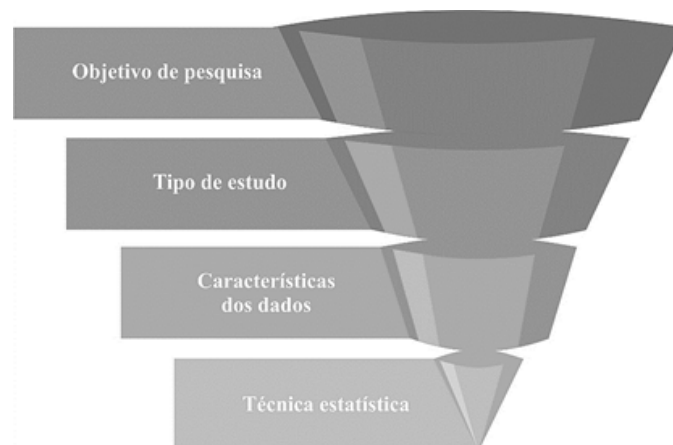 Objetivo de pesquisa
Tipo de estudo
Características
dos dados
Técnica estatística